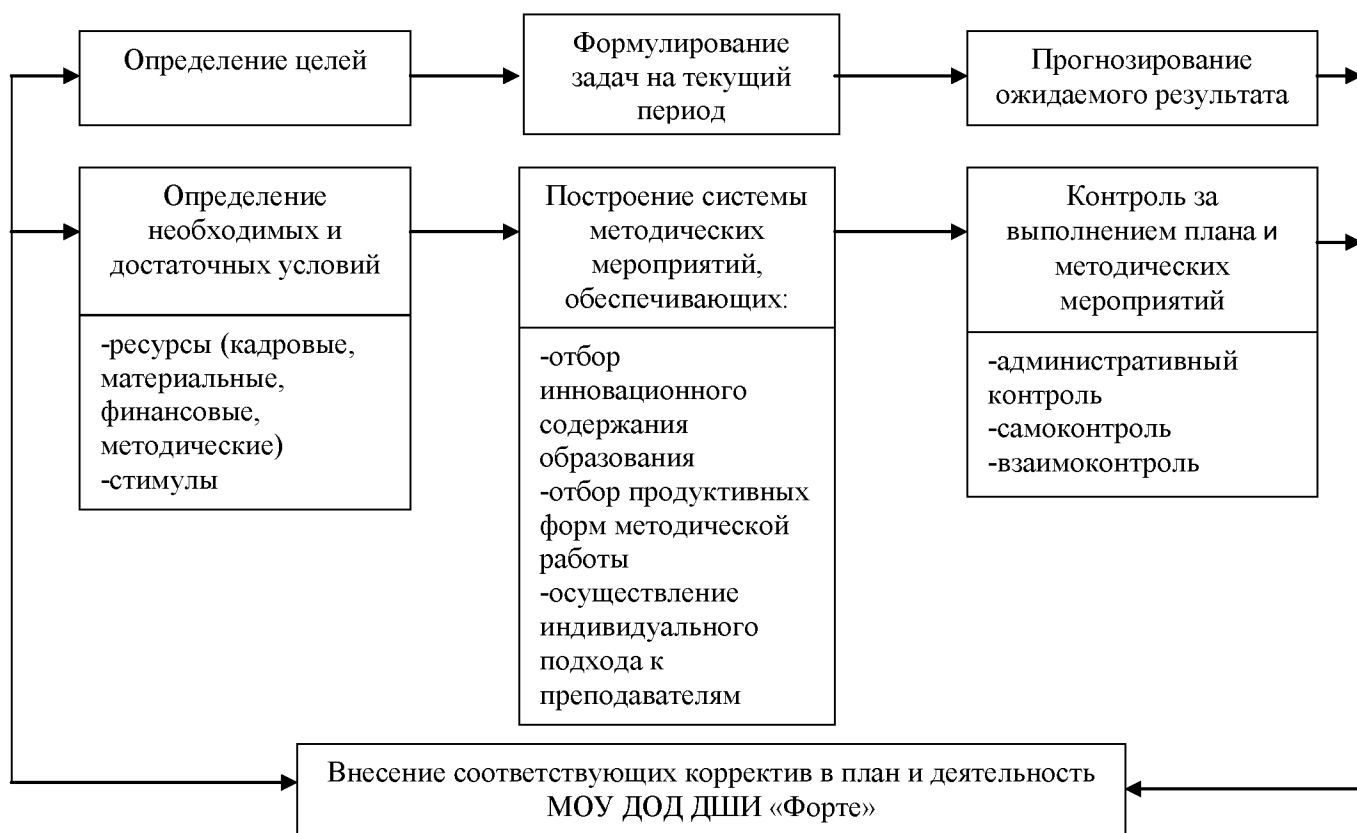 Определение целей
Формулирование
задач на текущий
период
Прогнозирование
ожидаемого результата
Определение
необходимых и
достаточных условий
-ресурсы (кадровые,
материальные,
финансовые,
методические)
-стимулы
Построение системы
методических
мероприятий,
обеспечивающих:
-отбор
инновационного
содержания
образования
-отбор продуктивных
форм методической
работы
-осуществление
индивидуального
подхода к
преподавателям
Контроль за
выполнением плана и
методических
мероприятий
-административный
контроль
-самоконтроль
-взаимоконтроль
Внесение соответствующих корректив в план и деятельность
МОУ ДОД ДШИ «Форте»